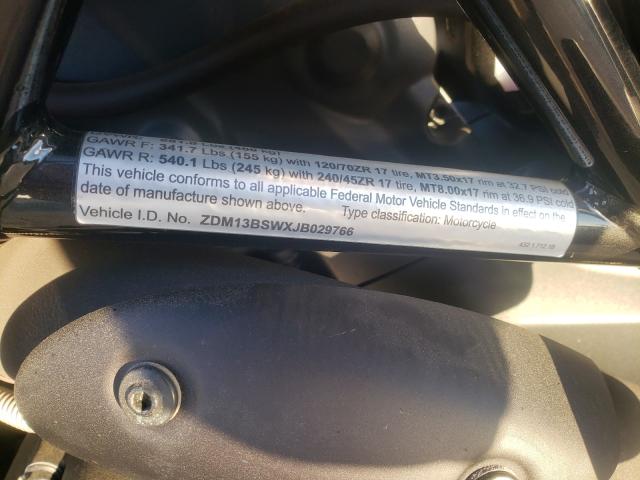 GAWR F: 341.7 Lbs (155 kg) with 120/70ZR 17 tire, MT3.50x17 rim at 32.7 PSI cold
GAWR R: 540.1 Lbs (245 kg) with 240/45ZR 17 tire, MT8.00x17 rim at 36.9 PSI cold
This vehicle conforms to all applicable Federal Motor Vehicle Standards in effect on the
date of manufacture shown above. Type classification: Motorcycle
Vehicle I.D. No. ZDM13BSWXJB029766